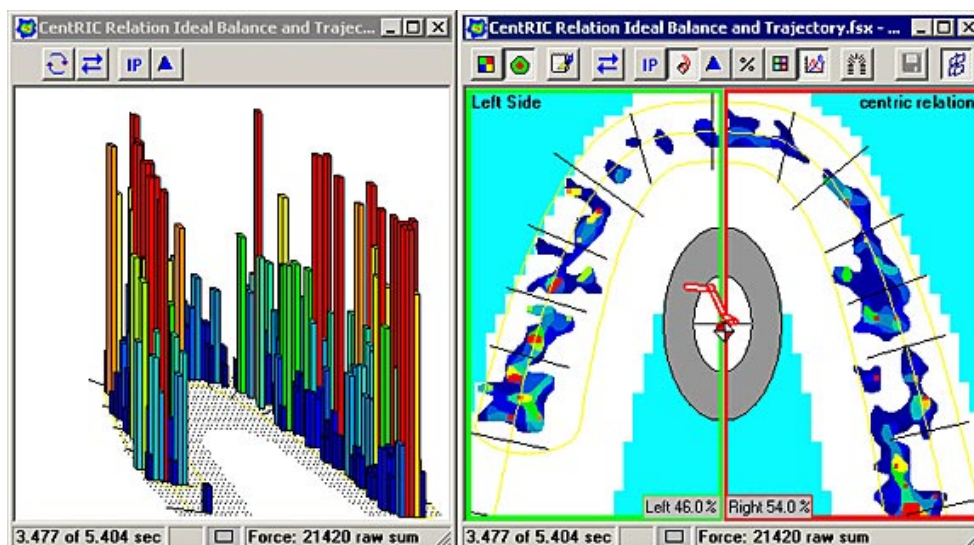 CentRIC Relation Ideal Balance and Trajec...
IP
3.477 of 5.404 sec
Force: 21420 raw sum
CentRIC Relation Ideal Balance and Trajectory.fsx - ...
IP %
Left Side
centric relation
Left 46.0 % Right 54.0 %
3.477 of 5.404 sec
Force: 21420 raw sum